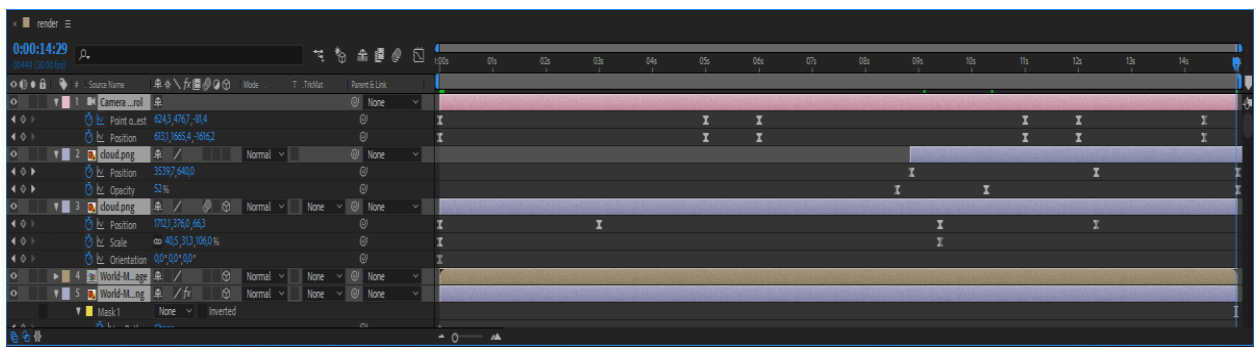 × render ≡
0:00:14:29
00449 (30.00 fps)
:00s 01s 02s 03s 04s 05s 06s 07s 08s 09s 10s 11s 12s 13s 14s
# Source Name Mode T .TrkMat Parent & Link
1 Camera ...rol None
Point o...est 624,3,476,7,-81,4
Position 613,1,1665,4,-1616,2
2 cloud.png Normal None
Position 3539,7,640,0
Opacity 52%
3 cloud.png Normal None None
Position 1712,1,376,0,66,3
Scale 40,5,31,3,106,0%
Orientation 0,0°,0,0°,0,0°
4 World-M...age Normal None None
5 World-M...ng fx Normal None None
Mask 1 None Inverted